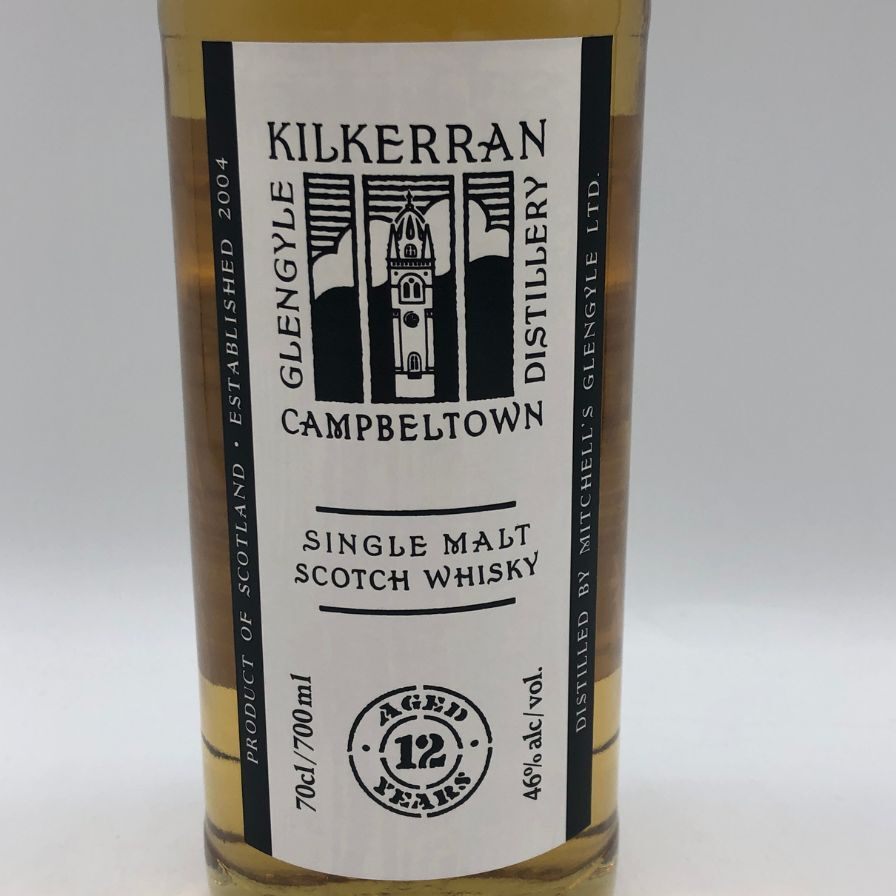 KILKERRAN
GLENGYLE
DISTILLERY
CAMPBELTOWN
SINGLE MALT
SCOTCH WHISKY
70cl/700ml
AGED
12
YEARS
46% alc/vol.
PRODUCT OF SCOTLAND · ESTABLISHED 2004
DISTILLED BY MITCHELL'S GLENGYLE LTD.